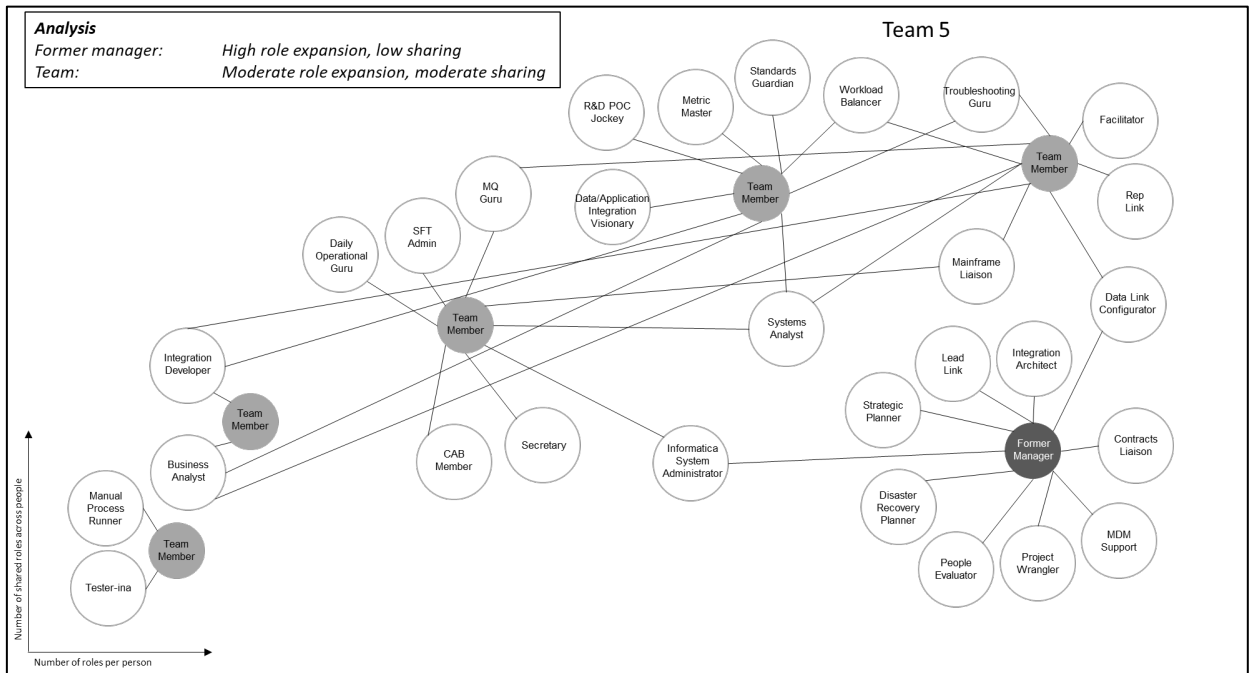 Analysis
Former manager: High role expansion, low sharing
Team: Moderate role expansion, moderate sharing
Team 5
Standards
Guardian
Workload
Balancer
Troubleshooting
Guru
Facilitator
R&D POC
Jockey
Metric
Master
Team
Member
Rep
Link
MQ
Guru
Team
Member
Data/Application
Integration
Visionary
Daily
Operational
Guru
SFT
Admin
Mainframe
Liaison
Data Link
Configurator
Team
Member
Systems
Analyst
Integration
Developer
Lead
Link
Integration
Architect
Team
Member
Strategic
Planner
Former
Manager
Contracts
Liaison
Business
Analyst
CAB
Member
Secretary
Informatica
System
Administrator
Manual
Process
Runner
Disaster
Recovery
Planner
Team
Member
People
Evaluator
Project
Wrangler
MDM
Support
Tester-ina
Number of shared roles across people
Number of roles per person